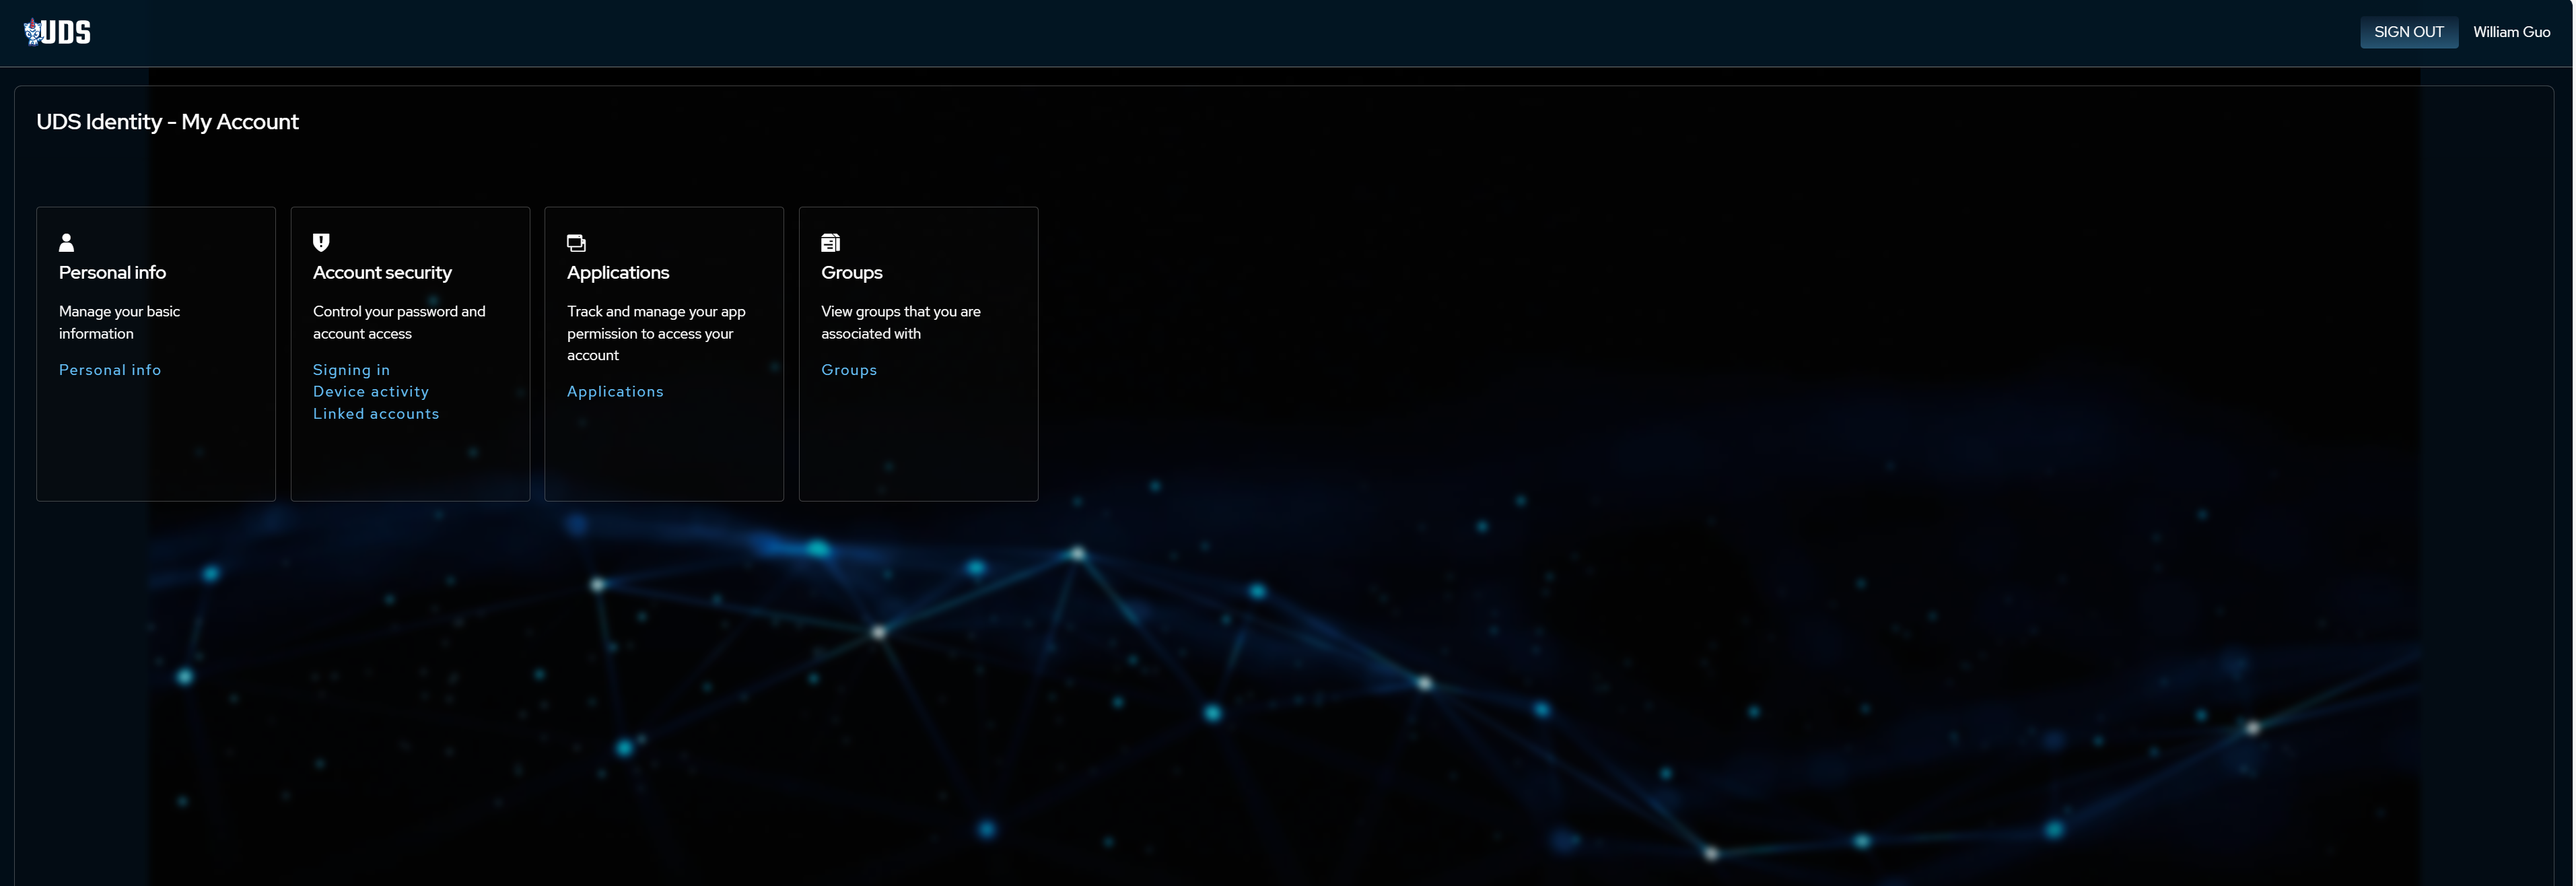 UDS
SIGN OUT
William Guo
UDS Identity - My Account
Personal info
Manage your basic
information
Personal info
Account security
Control your password and
account access
Signing in
Device activity
Linked accounts
Applications
Track and manage your app
permission to access your
account
Applications
Groups
View groups that you are
associated with
Groups